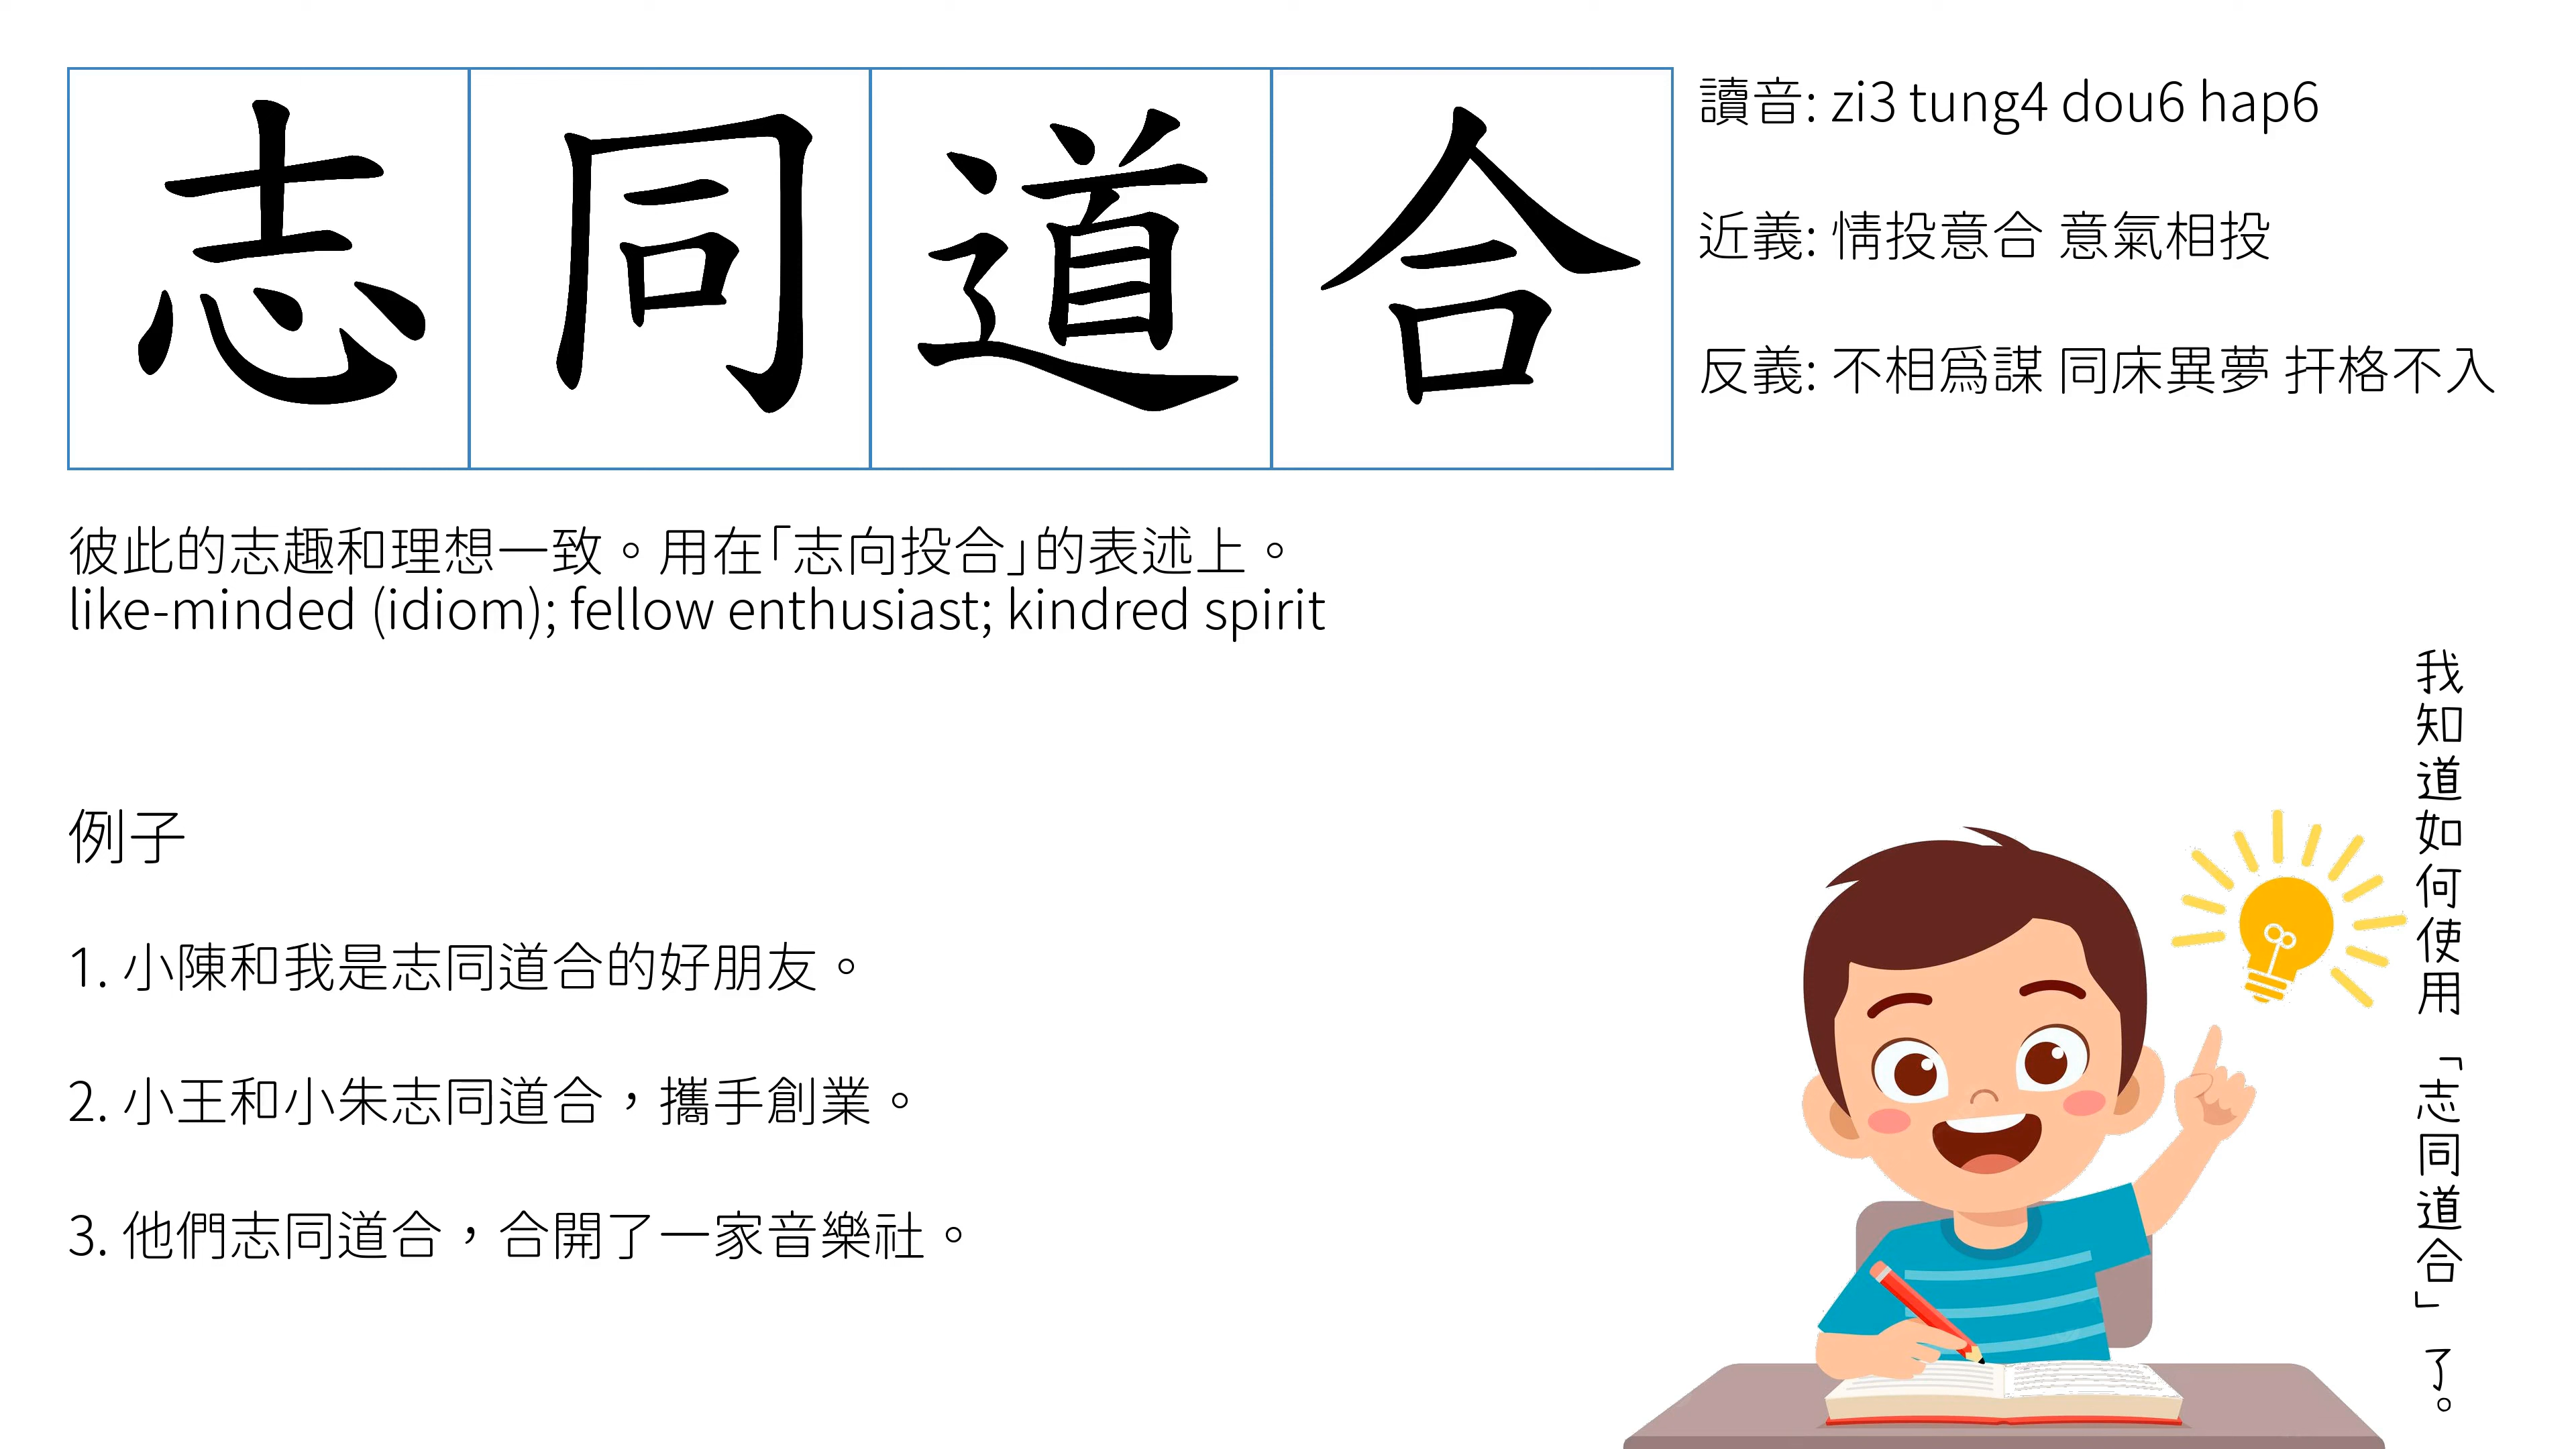 志同道合
讀音: zi3 tung4 dou6 hap6
近義: 情投意合 意氣相投
反義: 不相爲謀 同床異夢 扞格不入
彼此的志趣和理想一致。用在「志向投合」的表述上。
like-minded (idiom); fellow enthusiast; kindred spirit
例子
1. 小陳和我是志同道合的好朋友。
2. 小王和小朱志同道合，攜手創業。
3. 他們志同道合，合開了一家音樂社。
我知道如何使用「志同道合」了。